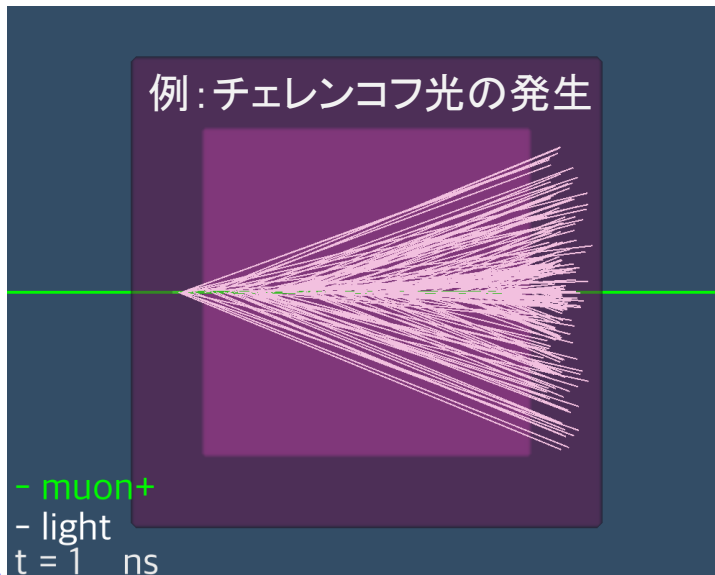 例：チェレンコフ光の発生
- muon+
- light
t = 1 ns